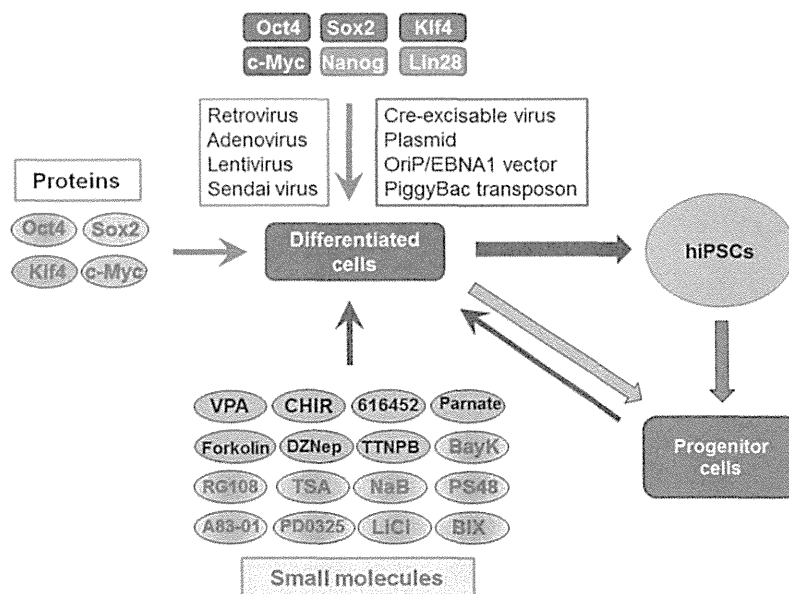 Oct4 Sox2 Klf4
c-Myc Nanog Lin28
Retrovirus
Adenovirus
Lentivirus
Sendai virus
Cre-excisable virus
Plasmid
OriP/EBNA1 vector
PiggyBac transposon
Proteins
Oct4 Sox2
Klf4 c-Myc
Differentiated
cells
hiPSCs
Progenitor
cells
VPA CHIR 616452 Parnate
Forkolin DZNep TTNPB BayK
RG108 TSA NaB PS48
A83-01 PD0325 LiCl BIX
Small molecules